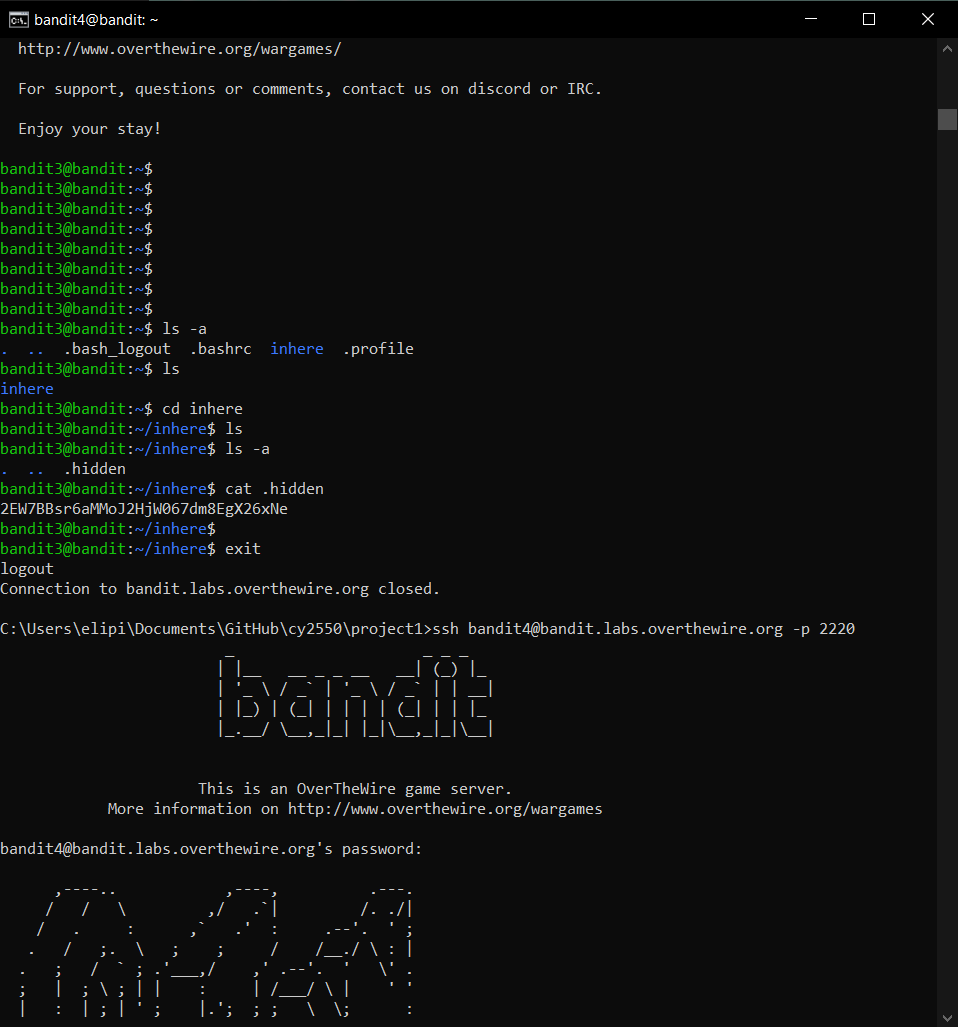 bandit4@bandit: ~
http://www.overthewire.org/wargames/
For support, questions or comments, contact us on discord or IRC.
Enjoy your stay!
bandit3@bandit:~$
bandit3@bandit:~$
bandit3@bandit:~$
bandit3@bandit:~$
bandit3@bandit:~$
bandit3@bandit:~$
bandit3@bandit:~$
bandit3@bandit:~$
bandit3@bandit:~$ ls -a
.  ..  .bash_logout  .bashrc  inhere  .profile
bandit3@bandit:~$ ls
inhere
bandit3@bandit:~$ cd inhere
bandit3@bandit:~/inhere$ ls
bandit3@bandit:~/inhere$ ls -a
.  ..  .hidden
bandit3@bandit:~/inhere$ cat .hidden
2EW7BBsr6aMMoJ2HjW067dm8EgX26xNe
bandit3@bandit:~/inhere$
bandit3@bandit:~/inhere$ exit
logout
Connection to bandit.labs.overthewire.org closed.
C:\Users\elipi\Documents\GitHub\cy2550\project1>ssh bandit4@bandit.labs.overthewire.org -p 2220
bandit
This is an OverTheWire game server.
More information on http://www.overthewire.org/wargames
bandit4@bandit.labs.overthewire.org's password: